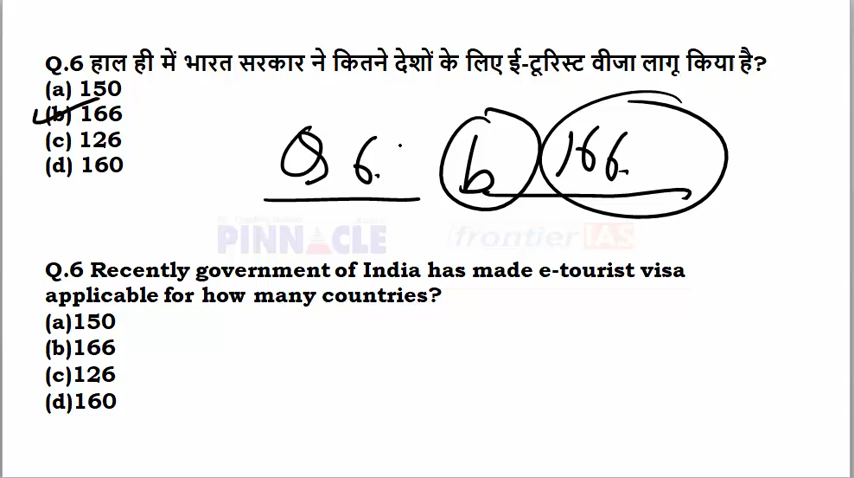 Q.6 हाल ही में भारत सरकार ने कितने देशों के लिए ई-टूरिस्ट वीजा लागू किया है?
(a) 150
(b) 166
(c) 126
(d) 160
Q 6. b 166.
PINNACLE frontier IAS
Q.6 Recently government of India has made e-tourist visa
applicable for how many countries?
(a)150
(b)166
(c)126
(d)160